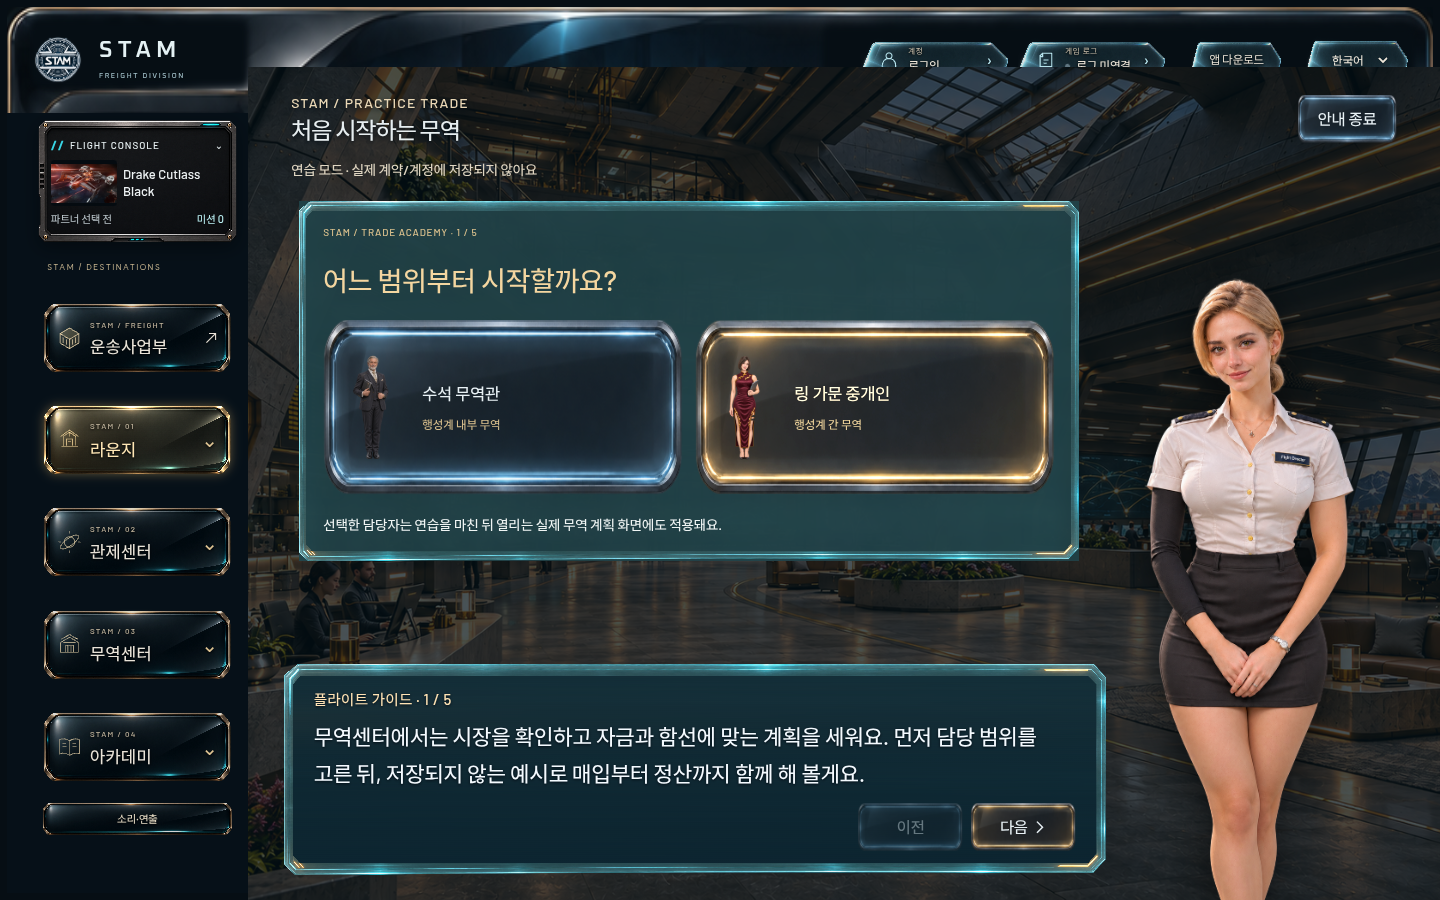 STAM
STAM
FREIGHT DIVISION
계정
로그인
게임 로그
로그 미연결
앱 다운로드
한국어
// FLIGHT CONSOLE
Drake Cutlass
Black
파트너 선택 전
미션 0
STAM / DESTINATIONS
STAM / FREIGHT
운송사업부
STAM / 01
라운지
STAM / 02
관제센터
STAM / 03
무역센터
STAM / 04
아카데미
소리·연출
STAM / PRACTICE TRADE
처음 시작하는 무역
연습 모드 · 실제 계약/계정에 저장되지 않아요
안내 종료
STAM / TRADE ACADEMY · 1 / 5
어느 범위부터 시작할까요?
수석 무역관
행성계 내부 무역
링 가문 중개인
행성계 간 무역
선택한 담당자는 연습을 마친 뒤 열리는 실제 무역 계획 화면에도 적용돼요.
Flight Director
플라이트 가이드 · 1 / 5
무역센터에서는 시장을 확인하고 자금과 함선에 맞는 계획을 세워요. 먼저 담당 범위를
고른 뒤, 저장되지 않는 예시로 매입부터 정산까지 함께 해 볼게요.
이전
다음